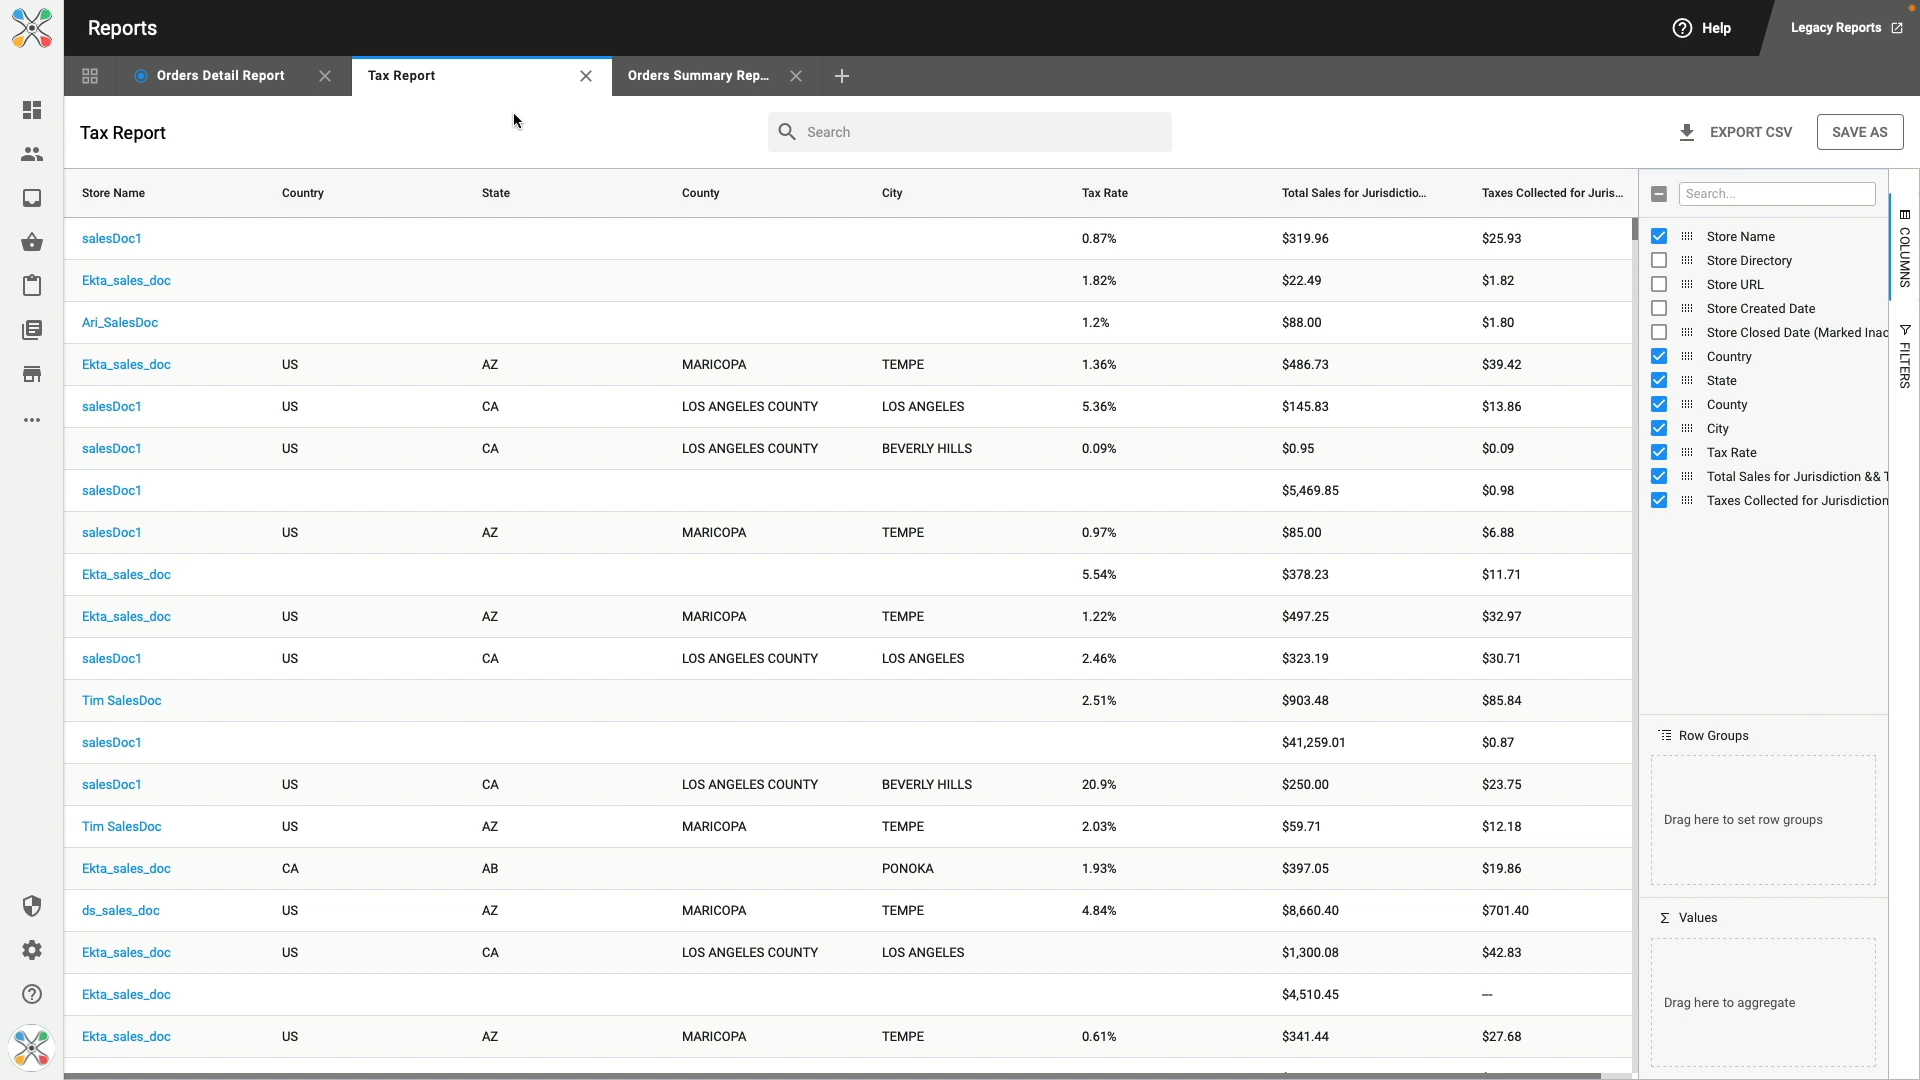 Reports
Help
Legacy Reports
Orders Detail Report
Tax Report
Orders Summary Rep...
Tax Report
Search
EXPORT CSV
SAVE AS
Store Name Country State County City Tax Rate Total Sales for Jurisdictio... Taxes Collected for Juris...
salesDoc1 0.87% $319.96 $25.93
Ekta_sales_doc 1.82% $22.49 $1.82
Ari_SalesDoc 1.2% $88.00 $1.80
Ekta_sales_doc US AZ MARICOPA TEMPE 1.36% $486.73 $39.42
salesDoc1 US CA LOS ANGELES COUNTY LOS ANGELES 5.36% $145.83 $13.86
salesDoc1 US CA LOS ANGELES COUNTY BEVERLY HILLS 0.09% $0.95 $0.09
salesDoc1 $5,469.85 $0.98
salesDoc1 US AZ MARICOPA TEMPE 0.97% $85.00 $6.88
Ekta_sales_doc 5.54% $378.23 $11.71
Ekta_sales_doc US AZ MARICOPA TEMPE 1.22% $497.25 $32.97
salesDoc1 US CA LOS ANGELES COUNTY LOS ANGELES 2.46% $323.19 $30.71
Tim SalesDoc 2.51% $903.48 $85.84
salesDoc1 $41,259.01 $0.87
salesDoc1 US CA LOS ANGELES COUNTY BEVERLY HILLS 20.9% $250.00 $23.75
Tim SalesDoc US AZ MARICOPA TEMPE 2.03% $59.71 $12.18
Ekta_sales_doc CA AB PONOKA 1.93% $397.05 $19.86
ds_sales_doc US AZ MARICOPA TEMPE 4.84% $8,660.40 $701.40
Ekta_sales_doc US CA LOS ANGELES COUNTY LOS ANGELES $1,300.08 $42.83
Ekta_sales_doc $4,510.45 —
Ekta_sales_doc US AZ MARICOPA TEMPE 0.61% $341.44 $27.68
Search...
Store Name
Store Directory
Store URL
Store Created Date
Store Closed Date (Marked Inac
Country
State
County
City
Tax Rate
Total Sales for Jurisdiction && T
Taxes Collected for Jurisdiction
Row Groups
Drag here to set row groups
Values
Drag here to aggregate
COLUMNS
FILTERS